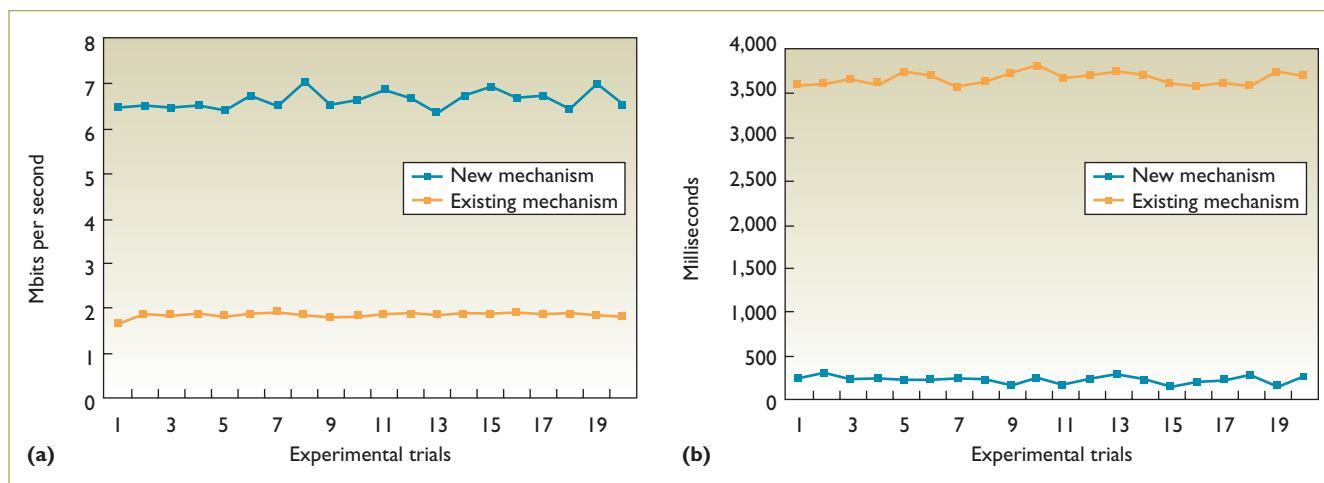 8
7
6
5
4
3
2
1
0
Mbits per second
New mechanism
Existing mechanism
1 3 5 7 9 11 13 15 17 19
(a) Experimental trials
4,000
3,500
3,000
2,500
2,000
1,500
1,000
500
0
Milliseconds
New mechanism
Existing mechanism
1 3 5 7 9 11 13 15 17 19
(b) Experimental trials